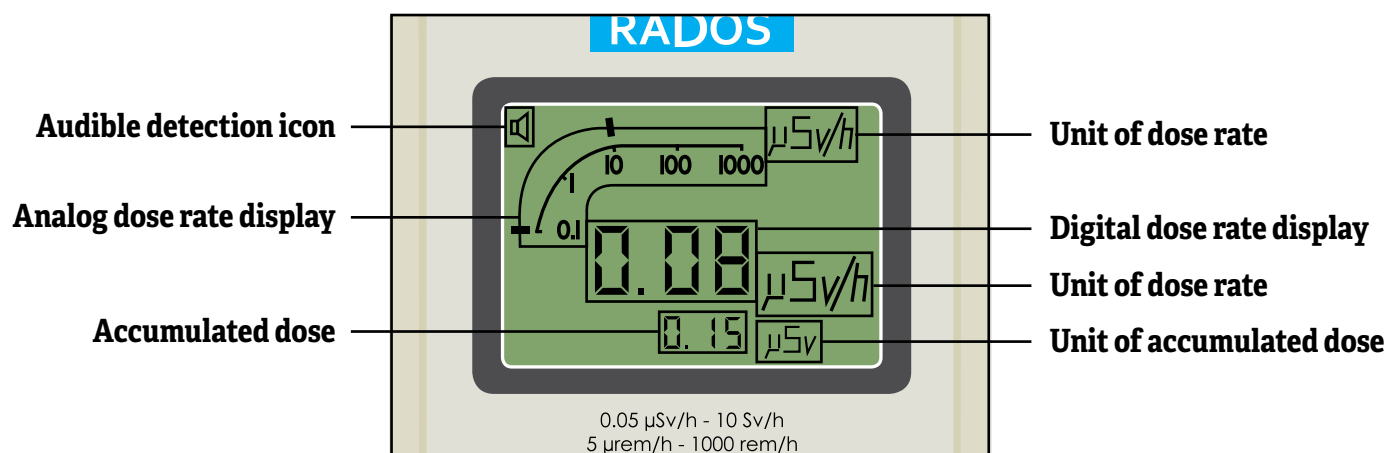 RADOS
Audible detection icon
µSv/h
Unit of dose rate
10 100 1000
1
Analog dose rate display
0.1
0.08
Digital dose rate display
µSv/h
Unit of dose rate
Accumulated dose
0.15
µSv
Unit of accumulated dose
0.05 µSv/h - 10 Sv/h
5 µrem/h - 1000 rem/h